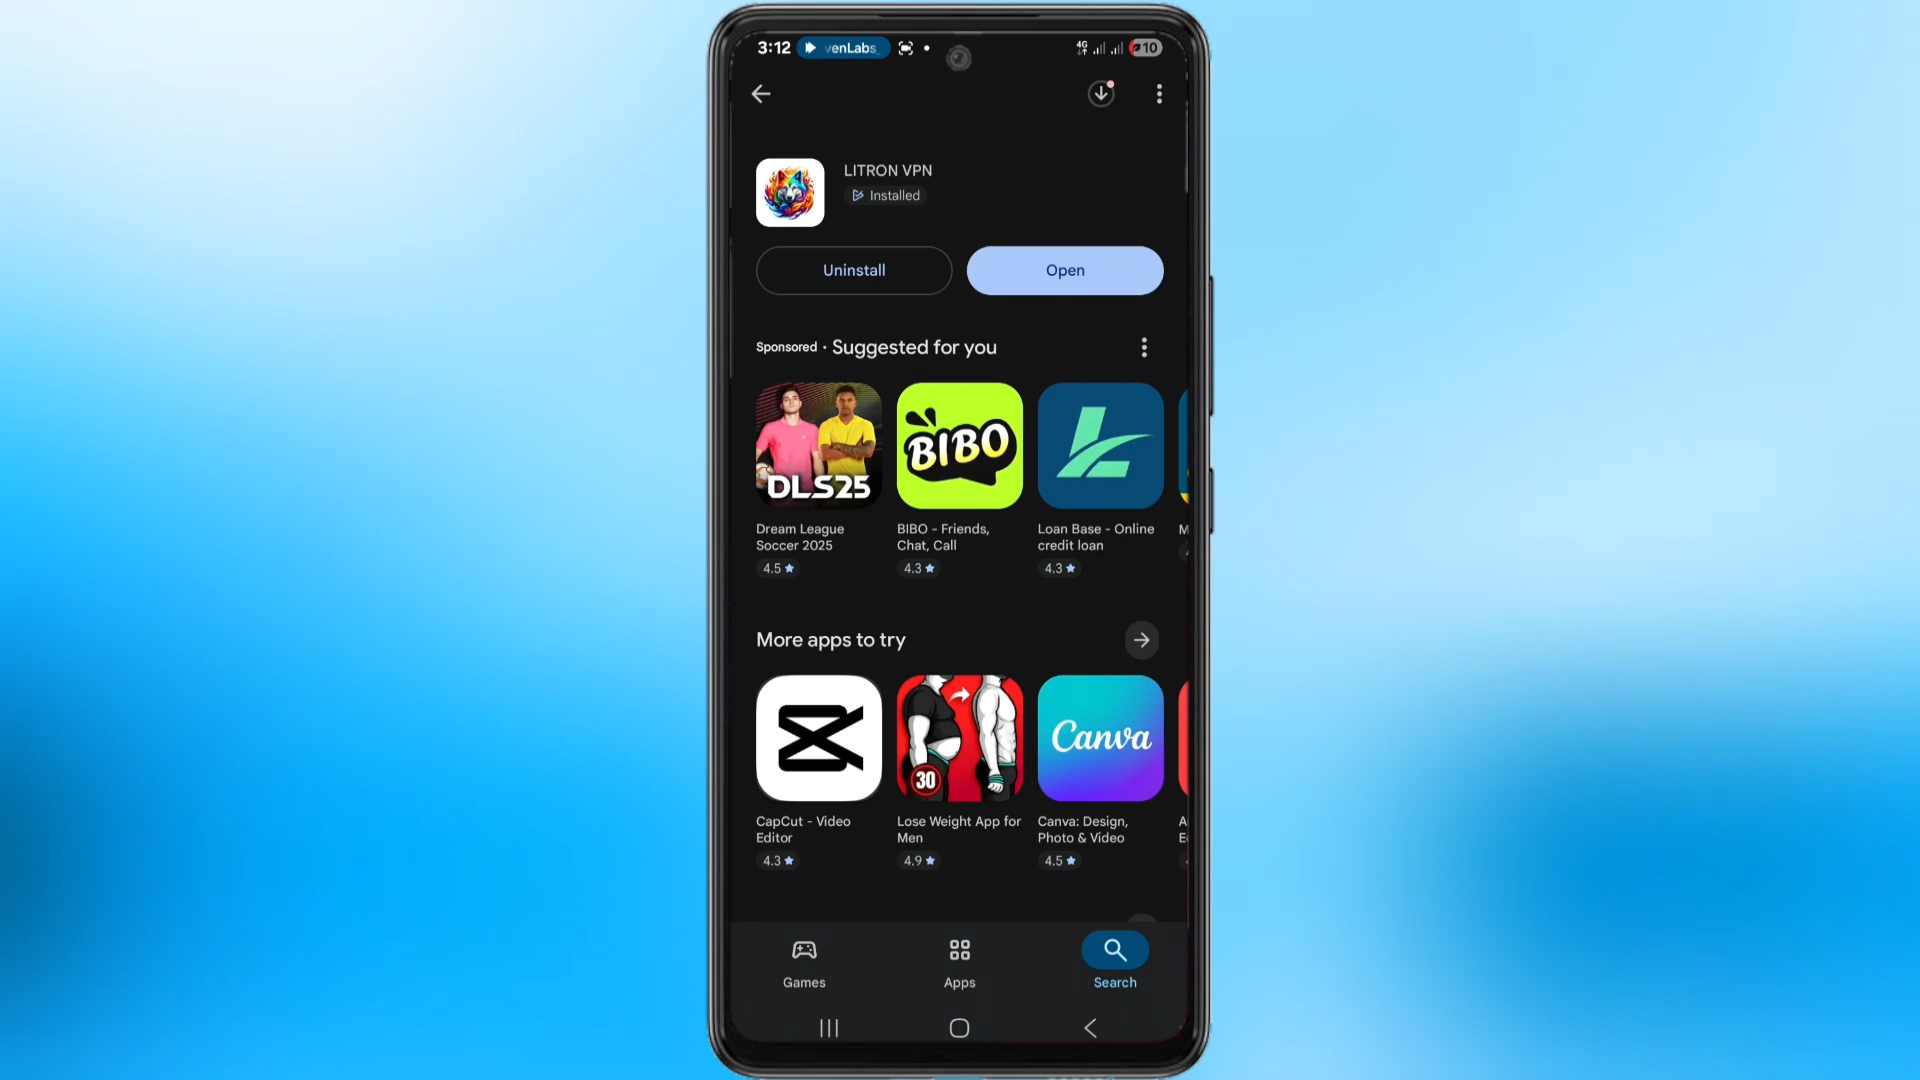 3:12 venLabs 4G 10
LITRON VPN
Installed
Uninstall Open
Sponsored • Suggested for you
DLS25 BIBO
Dream League Soccer 2025
4.5
BIBO - Friends, Chat, Call
4.3
Loan Base - Online credit loan
4.3
M
More apps to try
30 Canva
CapCut - Video Editor
4.3
Lose Weight App for Men
4.9
Canva: Design, Photo & Video
4.5
A
E
Games Apps Search